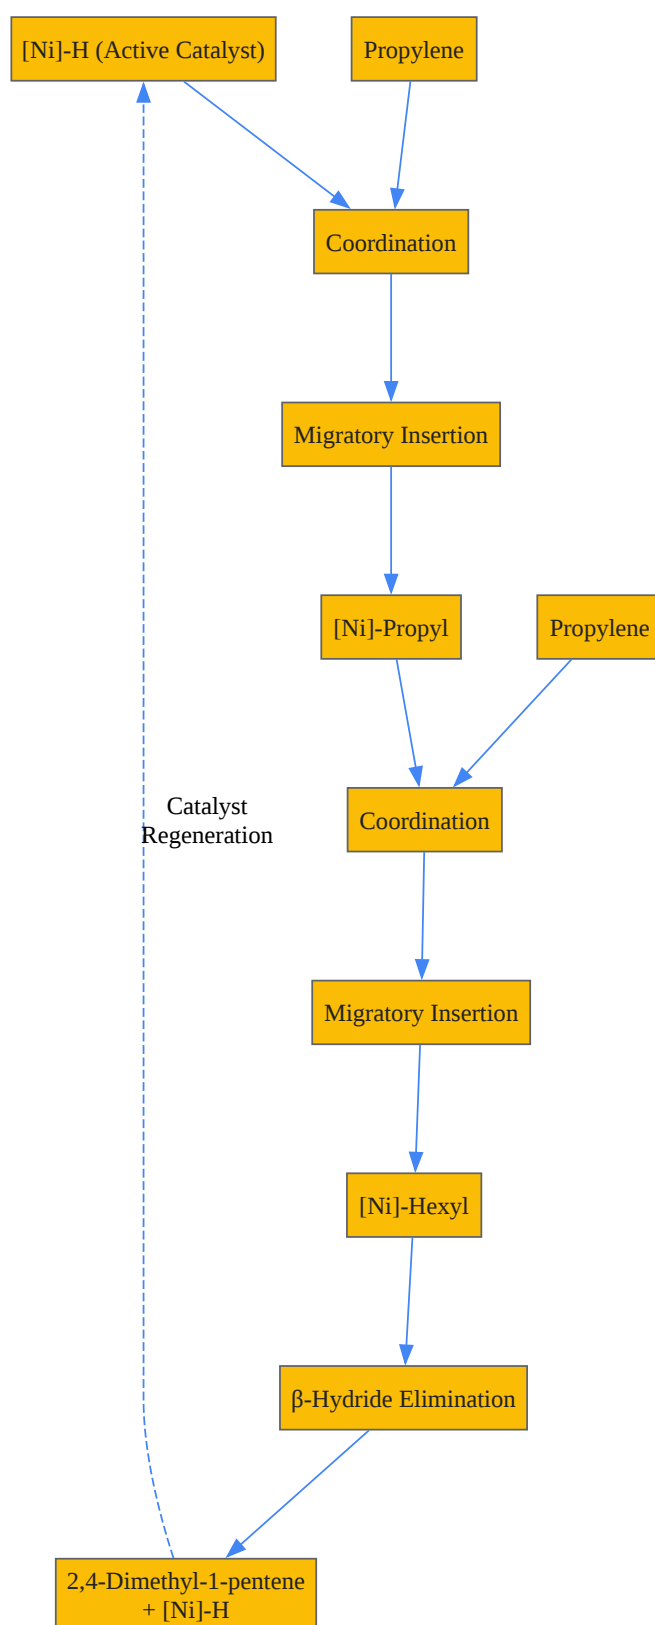 [Ni]-H (Active Catalyst)
Propylene
Coordination
Migratory Insertion
[Ni]-Propyl
Propylene
Catalyst
Regeneration
Coordination
Migratory Insertion
[Ni]-Hexyl
β-Hydride Elimination
2,4-Dimethyl-1-pentene
+ [Ni]-H